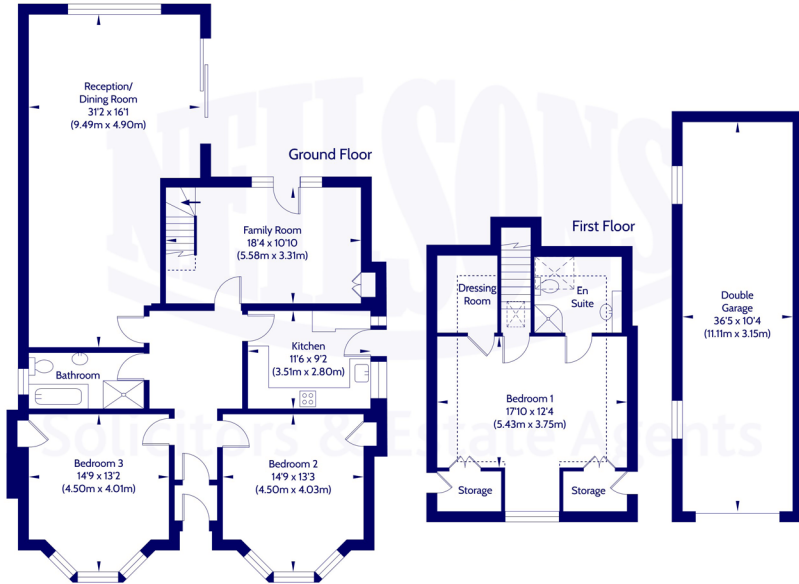 Reception/
Dining Room
31'2 x 16'1
(9.49m x 4.90m)
Ground Floor
Family Room
18'4 x 10'10
(5.58m x 3.31m)
Kitchen
11'6 x 9'2
(3.51m x 2.80m)
Bathroom
Bedroom 3
14'9 x 13'2
(4.50m x 4.01m)
Bedroom 2
14'9 x 13'3
(4.50m x 4.03m)
First Floor
Dressing
Room
En
Suite
Bedroom 1
17'10 x 12'4
(5.43m x 3.75m)
Storage
Storage
Double
Garage
36'5 x 10'4
(11.11m x 3.15m)
NEILSONS
Solicitors & Estate Agents